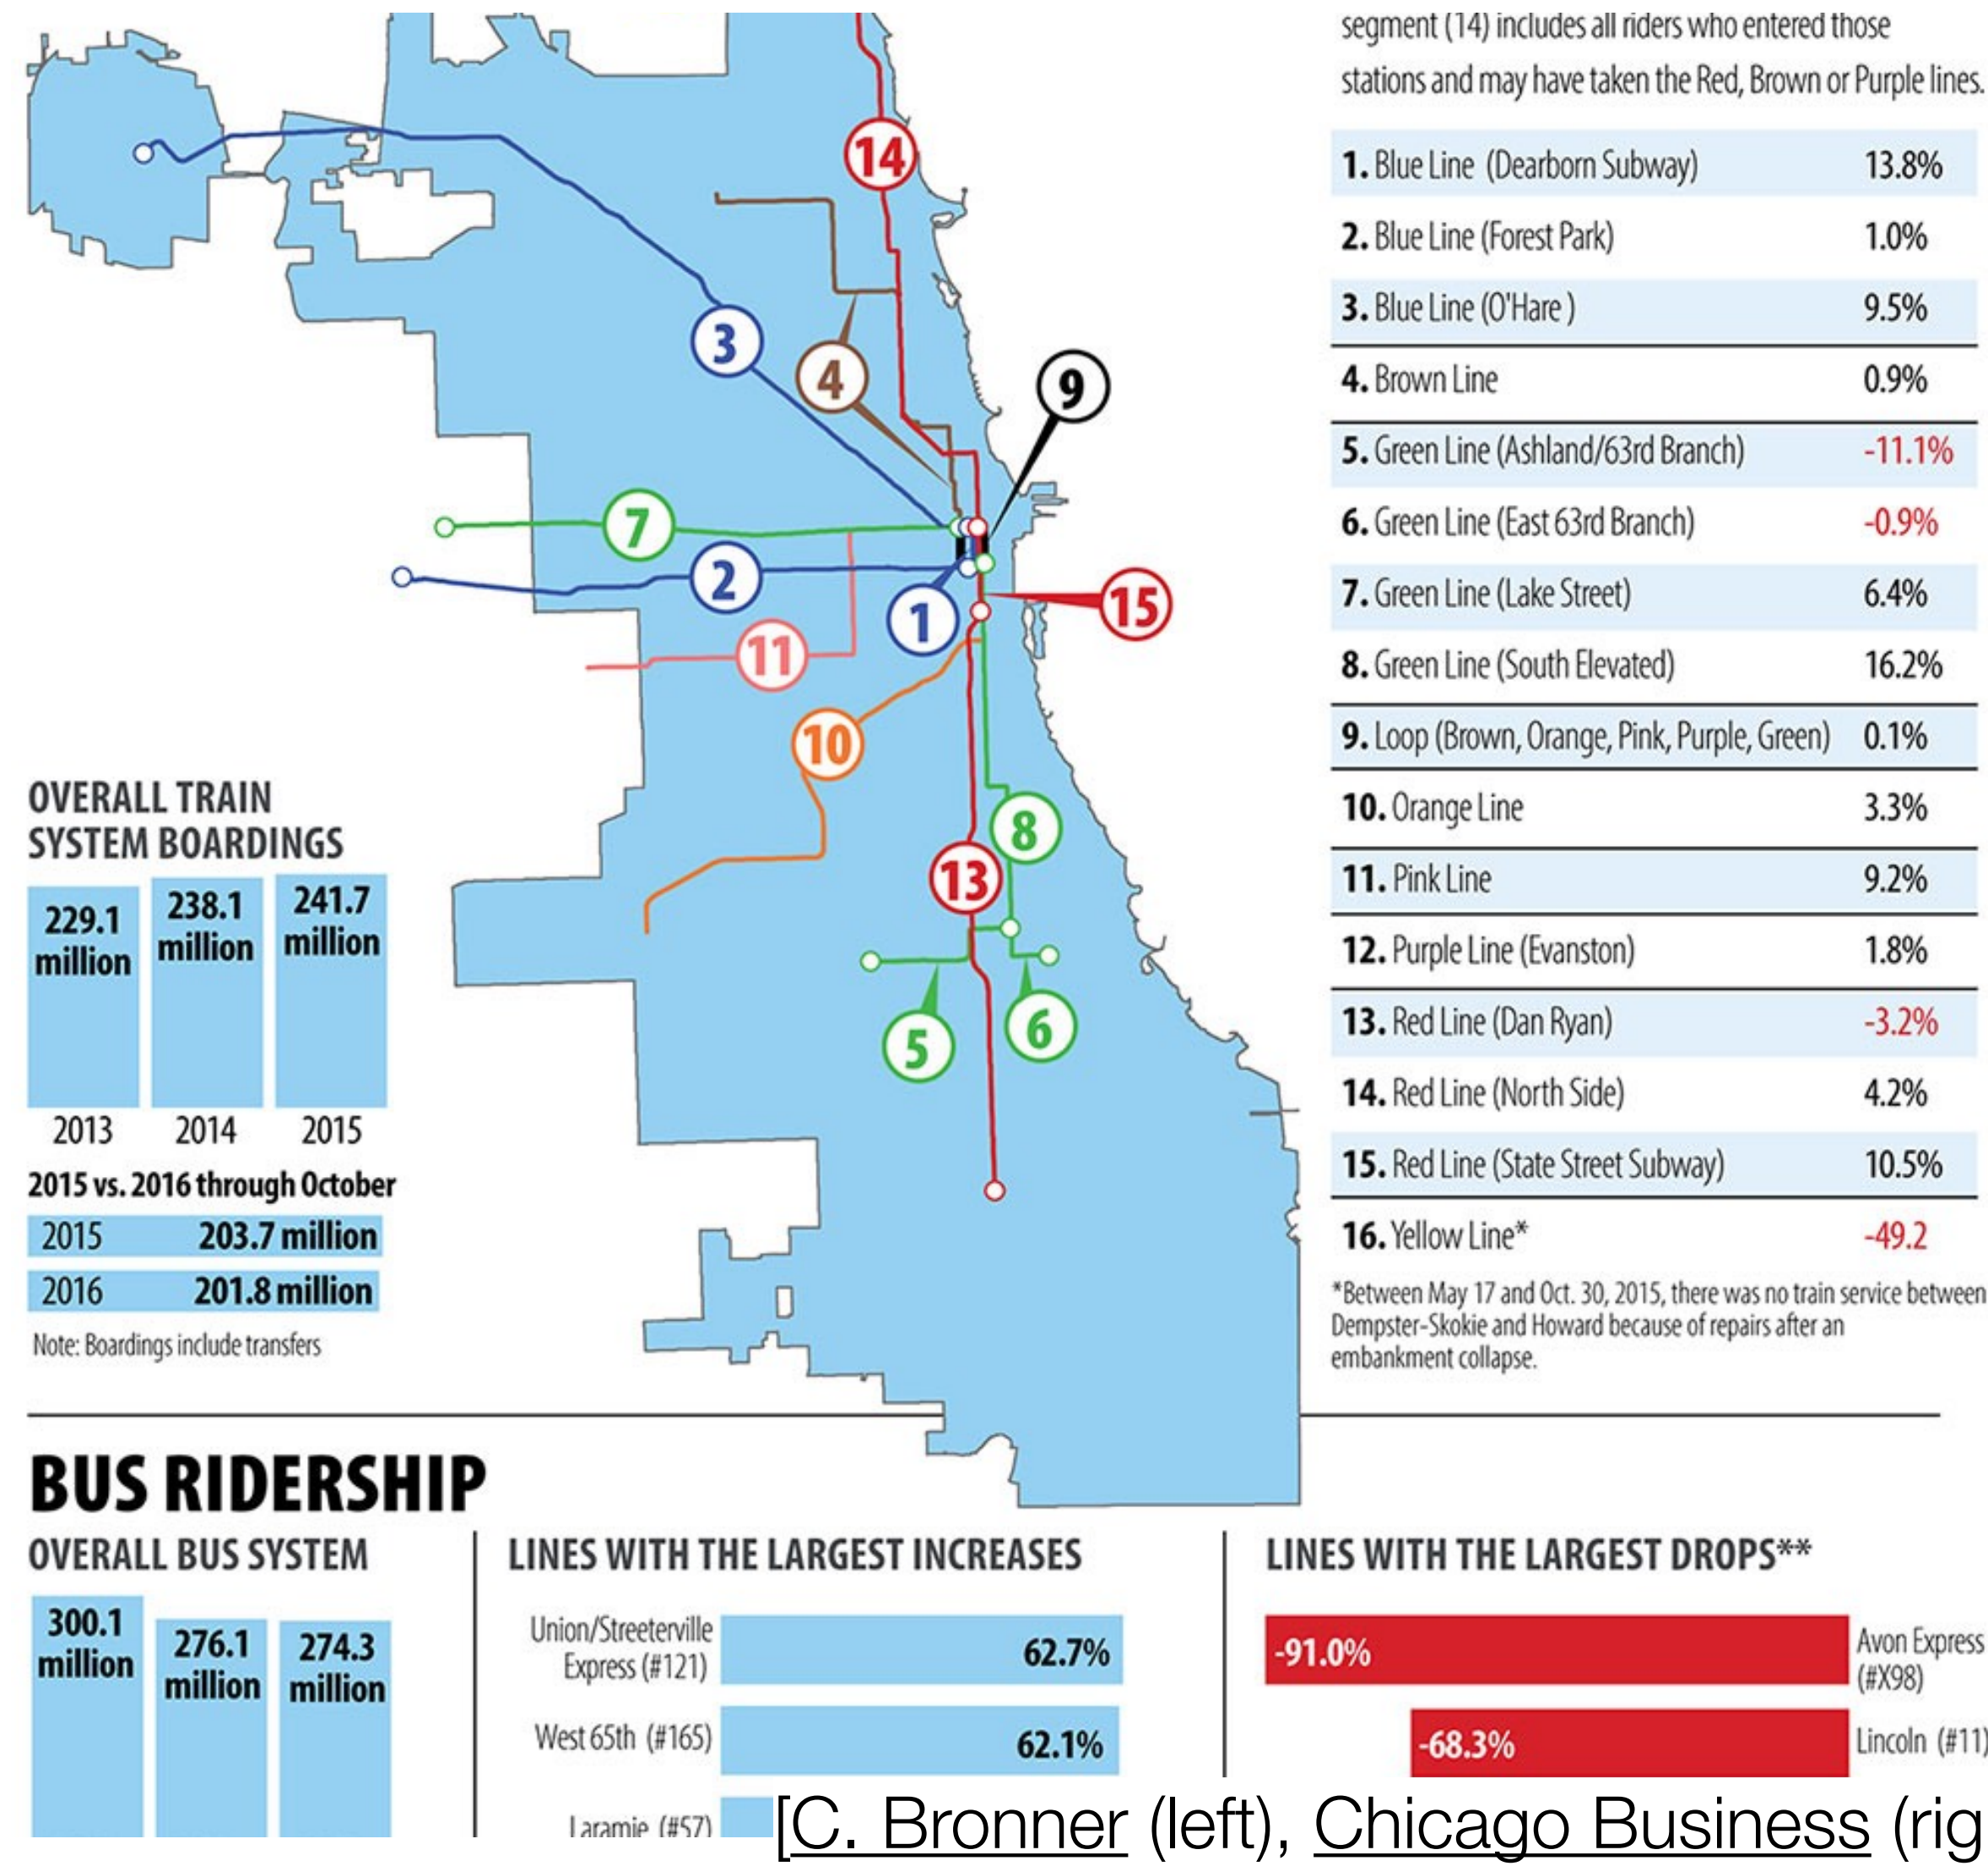 segment (14) includes all riders who entered those
stations and may have taken the Red, Brown or Purple lines.
1. Blue Line (Dearborn Subway) 13.8%
2. Blue Line (Forest Park) 1.0%
3. Blue Line (O'Hare ) 9.5%
4. Brown Line 0.9%
5. Green Line (Ashland/63rd Branch) -11.1%
6. Green Line (East 63rd Branch) -0.9%
7. Green Line (Lake Street) 6.4%
8. Green Line (South Elevated) 16.2%
9. Loop (Brown, Orange, Pink, Purple, Green) 0.1%
10. Orange Line 3.3%
11. Pink Line 9.2%
12. Purple Line (Evanston) 1.8%
13. Red Line (Dan Ryan) -3.2%
14. Red Line (North Side) 4.2%
15. Red Line (State Street Subway) 10.5%
16. Yellow Line* -49.2
*Between May 17 and Oct. 30, 2015, there was no train service between
Dempster-Skokie and Howard because of repairs after an
embankment collapse.
14
3
4
9
7
2
1
15
11
10
8
13
5
6
OVERALL TRAIN
SYSTEM BOARDINGS
229.1 million
238.1 million
241.7 million
2013 2014 2015
2015 vs. 2016 through October
2015 203.7 million
2016 201.8 million
Note: Boardings include transfers
BUS RIDERSHIP
OVERALL BUS SYSTEM
300.1 million
276.1 million
274.3 million
LINES WITH THE LARGEST INCREASES
Union/Streeterville
Express (#121) 62.7%
West 65th (#165) 62.1%
Laramie (#57)
LINES WITH THE LARGEST DROPS**
-91.0% Avon Express
(#X98)
-68.3% Lincoln (#11)
[C. Bronner (left), Chicago Business (rig